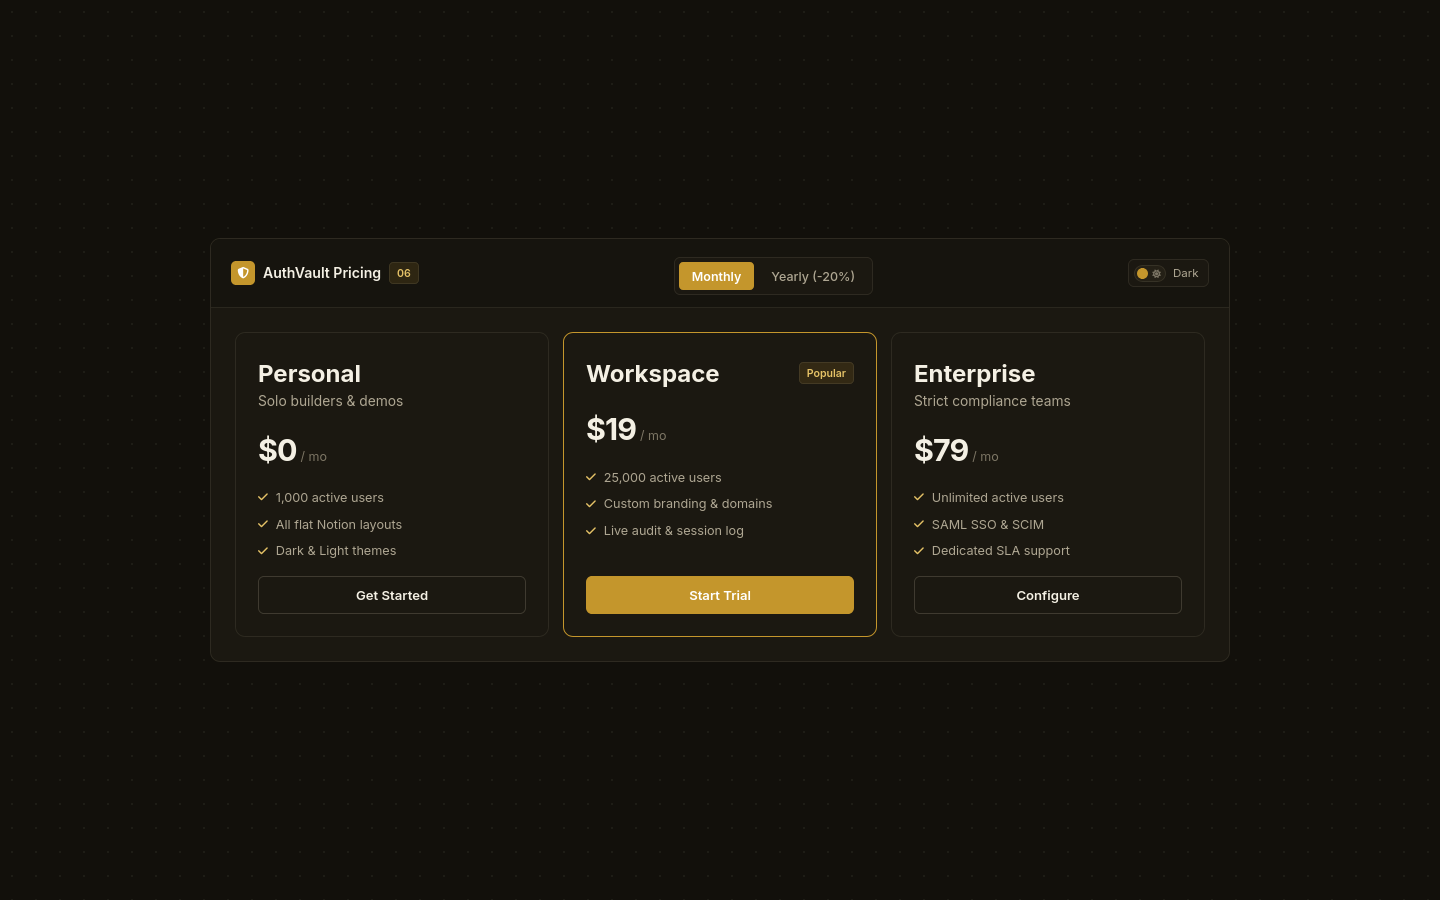 AuthVault Pricing 06
Monthly Yearly (-20%)
Dark
Personal
Solo builders & demos
$0 / mo
1,000 active users
All flat Notion layouts
Dark & Light themes
Get Started
Workspace Popular
$19 / mo
25,000 active users
Custom branding & domains
Live audit & session log
Start Trial
Enterprise
Strict compliance teams
$79 / mo
Unlimited active users
SAML SSO & SCIM
Dedicated SLA support
Configure